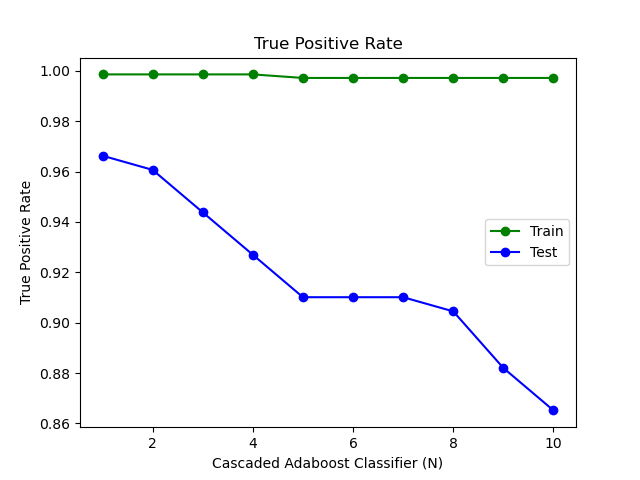 True Positive Rate
True Positive Rate
1.00
0.98
0.96
0.94
0.92
0.90
0.88
0.86
Train
Test
2
4
6
8
10
Cascaded Adaboost Classifier (N)